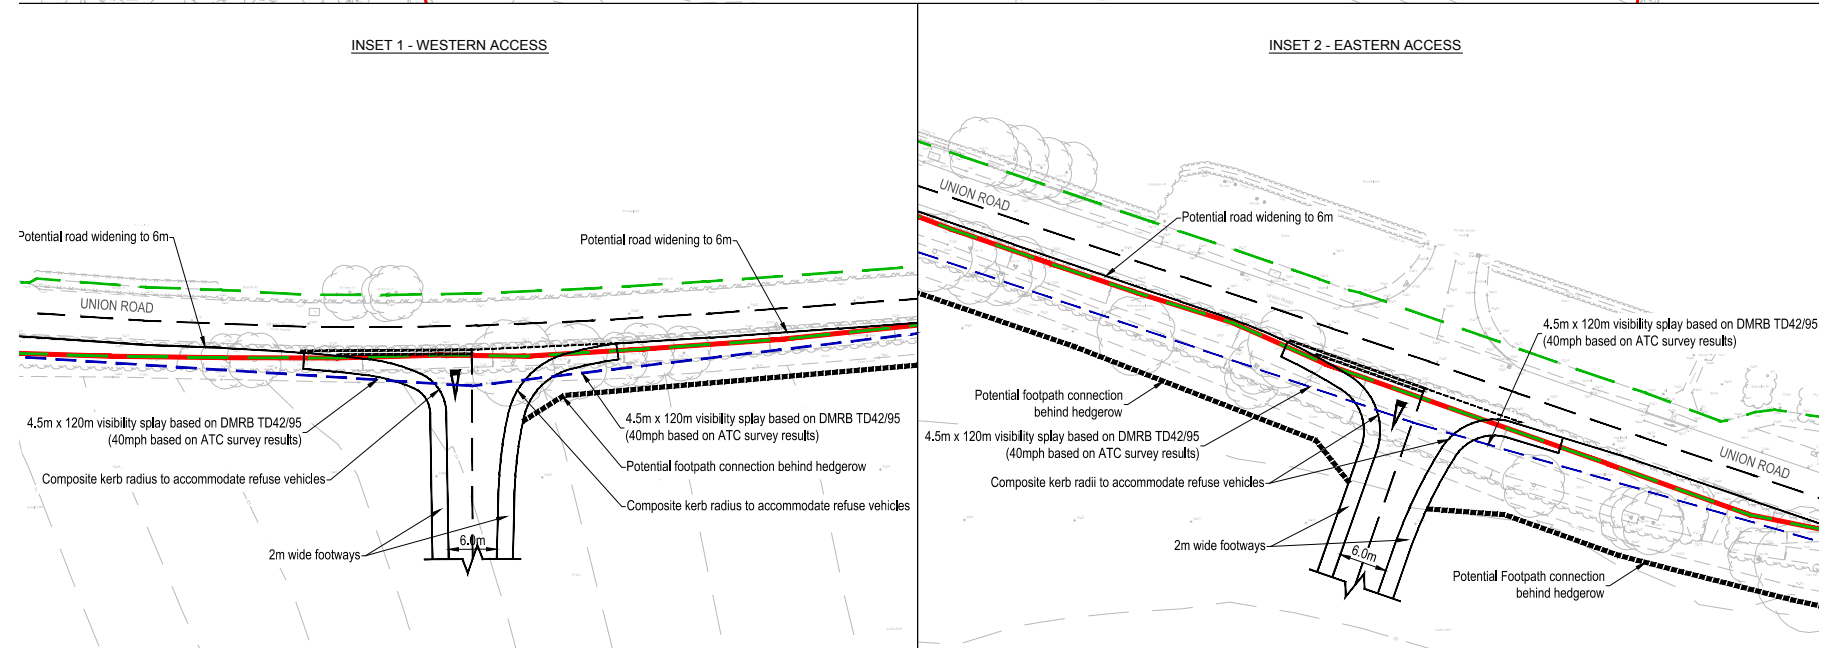 INSET 1 - WESTERN ACCESS
Potential road widening to 6m
Potential road widening to 6m
UNION ROAD
4.5m x 120m visibility splay based on DMRB TD42/95
(40mph based on ATC survey results)
4.5m x 120m visibility splay based on DMRB TD42/95
(40mph based on ATC survey results)
Potential footpath connection behind hedgerow
Composite kerb radius to accommodate refuse vehicles
Composite kerb radius to accommodate refuse vehicles
2m wide footways
6.0m
INSET 2 - EASTERN ACCESS
UNION ROAD
Potential road widening to 6m
Union Road
4.5m x 120m visibility splay based on DMRB TD42/95
(40mph based on ATC survey results)
Potential footpath connection
behind hedgerow
4.5m x 120m visibility splay based on DMRB TD42/95
(40mph based on ATC survey results)
UNION ROAD
Composite kerb radii to accommodate refuse vehicles
2m wide footways
6.0m
Potential Footpath connection
behind hedgerow